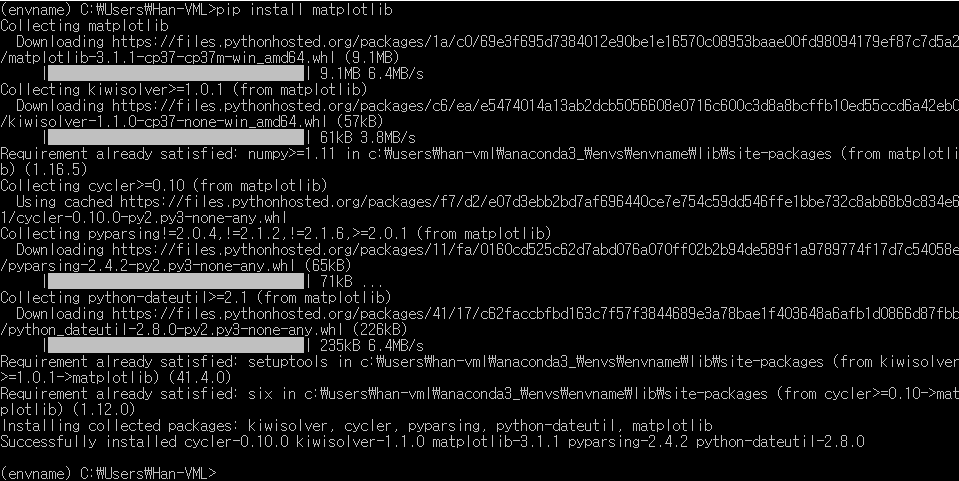 (envname) C:₩Users₩Han-VML>pip install matplotlib
Collecting matplotlib
Downloading https://files.pythonhosted.org/packages/1a/c0/69e3f695d7384012e90be1e16570c08953baae00fd98094179ef87c7d5a2
/matplotlib-3.1.1-cp37-cp37m-win_amd64.whl (9.1MB)
| | 9.1MB 6.4MB/s
Collecting kiwisolver>=1.0.1 (from matplotlib)
Downloading https://files.pythonhosted.org/packages/c6/ea/e5474014a13ab2dcb5056608e0716c600c3d8a8bcffb10ed55ccd6a42eb0
/kiwisolver-1.1.0-cp37-none-win_amd64.whl (57kB)
| | 61kB 3.8MB/s
Requirement already satisfied: numpy>=1.11 in c:₩users₩han-vml₩anaconda3_₩envs₩envname₩lib₩site-packages (from matplotli
b) (1.16.5)
Collecting cycler>=0.10 (from matplotlib)
Using cached https://files.pythonhosted.org/packages/f7/d2/e07d3ebb2bd7af696440ce7e754c59dd546ffe1bbe732c8ab68b9c834e6
1/cycler-0.10.0-py2.py3-none-any.whl
Collecting pyparsing!=2.0.4,!=2.1.2,!=2.1.6,>=2.0.1 (from matplotlib)
Downloading https://files.pythonhosted.org/packages/11/fa/0160cd525c62d7abd076a070ff02b2b94de589f1a9789774f17d7c54058e
/pyparsing-2.4.2-py2.py3-none-any.whl (65kB)
| | 71kB ...
Collecting python-dateutil>=2.1 (from matplotlib)
Downloading https://files.pythonhosted.org/packages/41/17/c62faccbfbd163c7f57f3844689e3a78bae1f403648a6afb1d0866d87fbb
/python_dateutil-2.8.0-py2.py3-none-any.whl (226kB)
| | 235kB 6.4MB/s
Requirement already satisfied: setuptools in c:₩users₩han-vml₩anaconda3_₩envs₩envname₩lib₩site-packages (from kiwisolver
>=1.0.1->matplotlib) (41.4.0)
Requirement already satisfied: six in c:₩users₩han-vml₩anaconda3_₩envs₩envname₩lib₩site-packages (from cycler>=0.10->mat
plotlib) (1.12.0)
Installing collected packages: kiwisolver, cycler, pyparsing, python-dateutil, matplotlib
Successfully installed cycler-0.10.0 kiwisolver-1.1.0 matplotlib-3.1.1 pyparsing-2.4.2 python-dateutil-2.8.0
(envname) C:₩Users₩Han-VML>